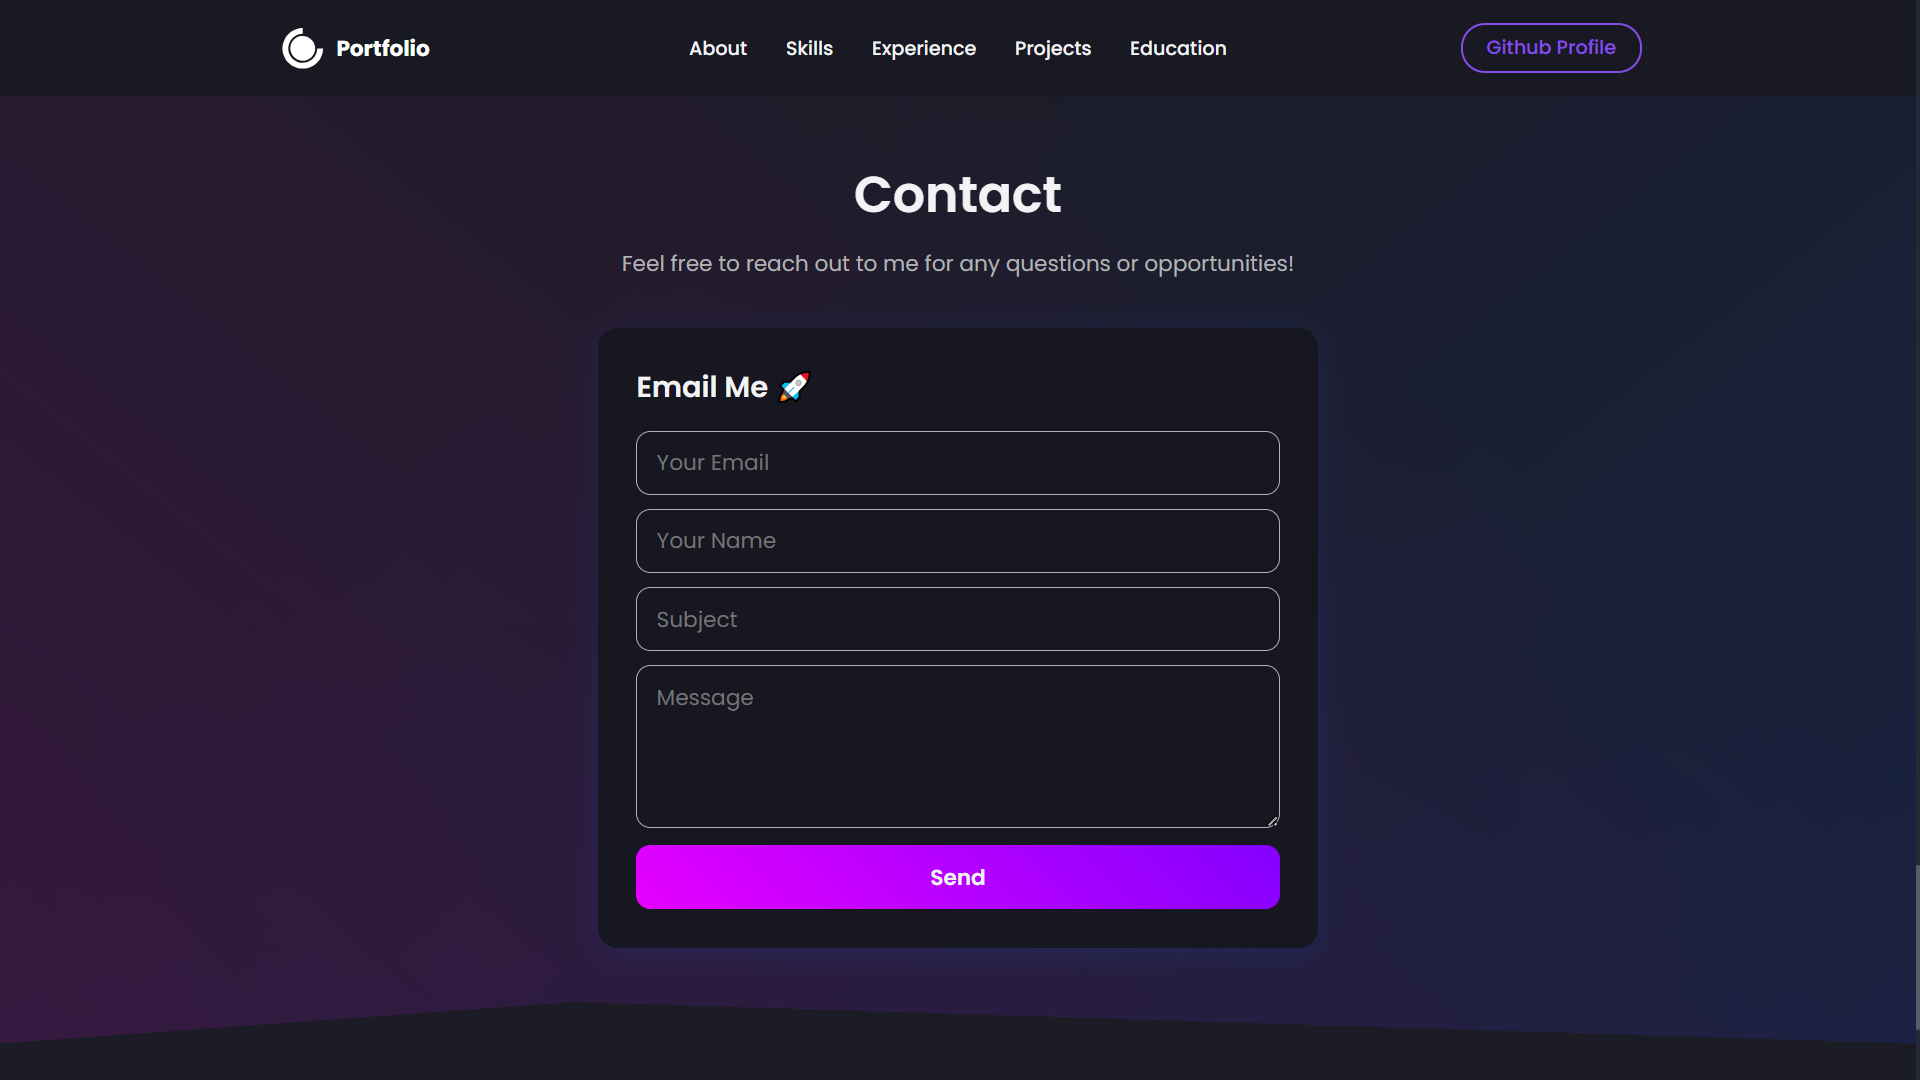 Portfolio
About Skills Experience Projects Education
Github Profile
Contact
Feel free to reach out to me for any questions or opportunities!
Email Me 🚀
Your Email
Your Name
Subject
Message
Send